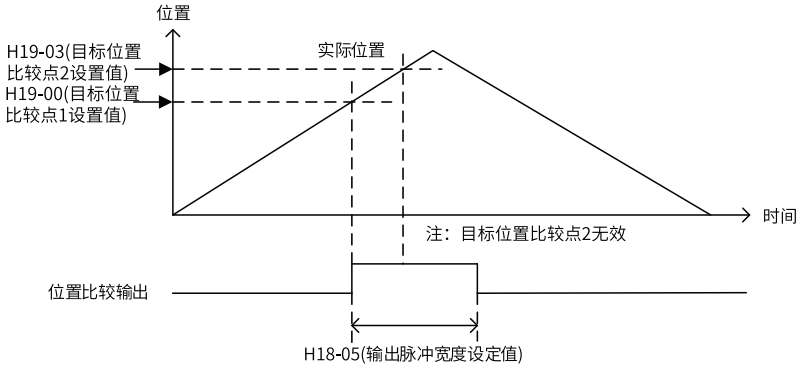 位置
H19-03(目标位置
比较点2设置值)
实际位置
H19-00(目标位置
比较点1设置值)
时间
注：目标位置比较点2无效
位置比较输出
H18-05(输出脉冲宽度设定值)